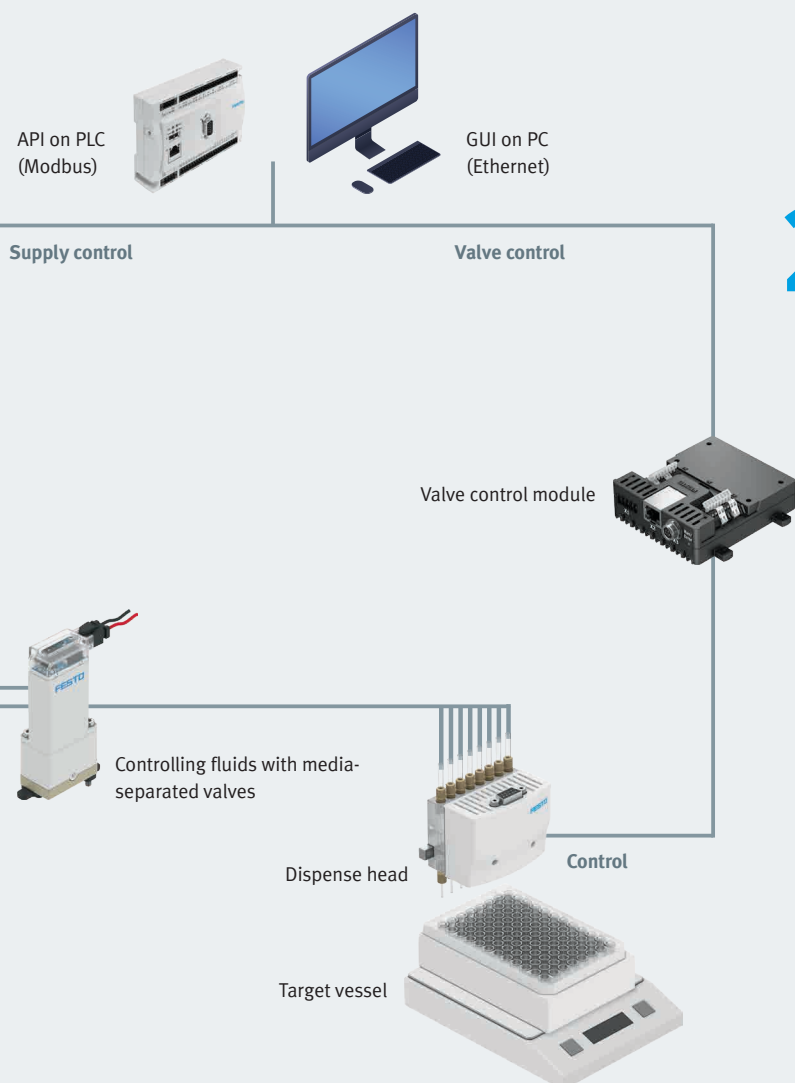 API on PLC
(Modbus)
GUI on PC
(Ethernet)
Supply control
Valve control
Valve control module
FESTO
Controlling fluids with media-
separated valves
FESTO
Dispense head
Control
Target vessel